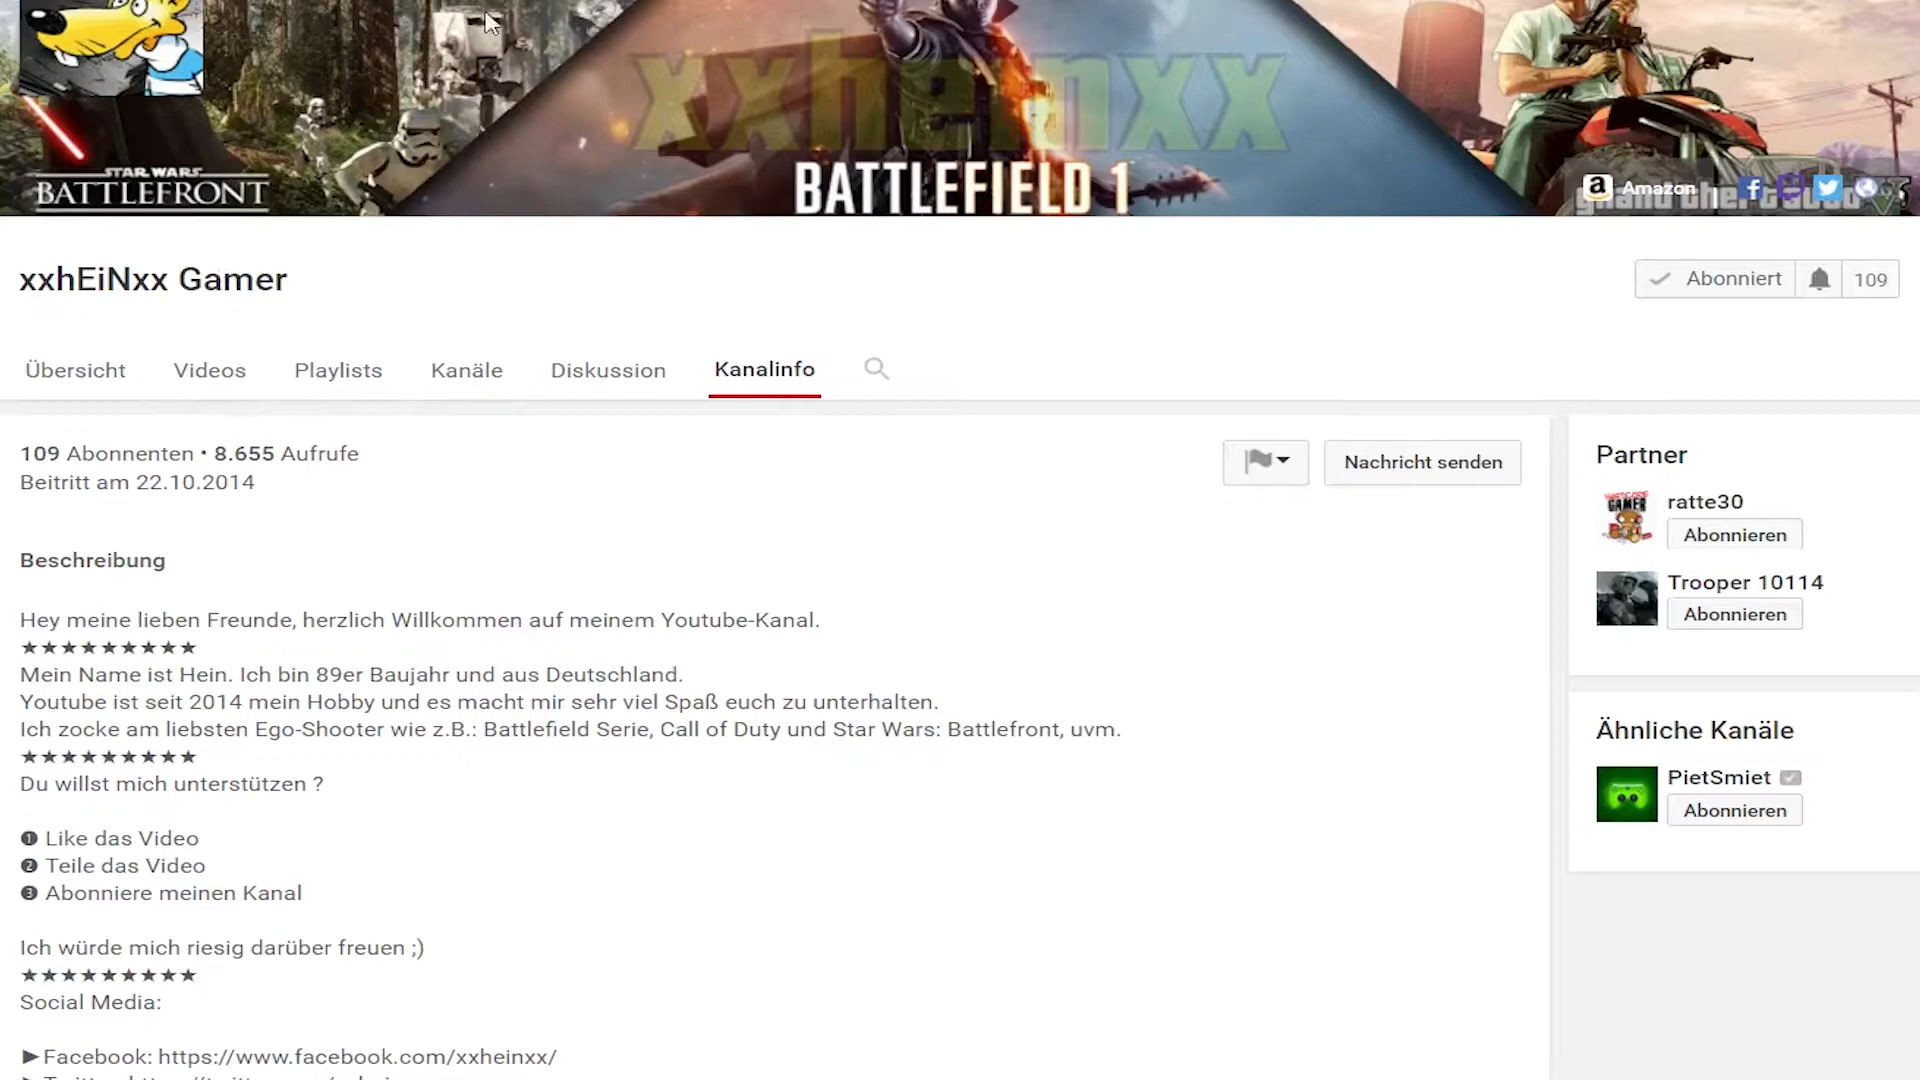 xxheinxx
STAR WARS
BATTLEFRONT
BATTLEFIELD 1
Amazon
grand theft auto
xxhEiNxx Gamer
Abonniert
109
Übersicht
Videos
Playlists
Kanäle
Diskussion
Kanalinfo
109 Abonnenten • 8.655 Aufrufe
Beitritt am 22.10.2014
Nachricht senden
Beschreibung
Hey meine lieben Freunde, herzlich Willkommen auf meinem Youtube-Kanal.
★★★★★★★★★
Mein Name ist Hein. Ich bin 89er Baujahr und aus Deutschland.
Youtube ist seit 2014 mein Hobby und es macht mir sehr viel Spaß euch zu unterhalten.
Ich zocke am liebsten Ego-Shooter wie z.B.: Battlefield Serie, Call of Duty und Star Wars: Battlefront, uvm.
★★★★★★★★★
Du willst mich unterstützen ?
❶ Like das Video
❷ Teile das Video
❸ Abonniere meinen Kanal
Ich würde mich riesig darüber freuen ;)
★★★★★★★★★
Social Media:
►Facebook: https://www.facebook.com/xxheinxx/
Partner
ratte30
Abonnieren
Trooper 10114
Abonnieren
Ähnliche Kanäle
PietSmiet
Abonnieren